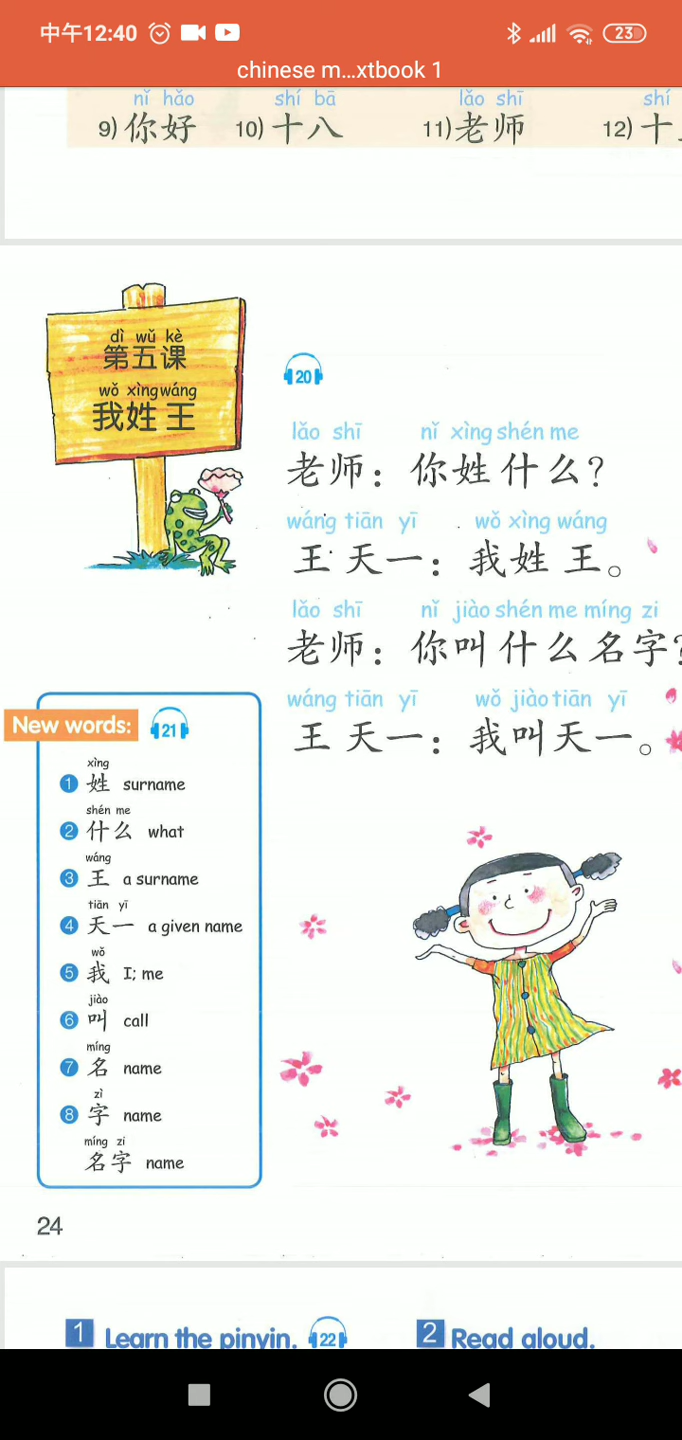 中午12:40
23
chinese m...xtbook 1
nǐ hǎo shí bā lǎo shī shí
9) 你好 10) 十八 11) 老师 12) 十
dì wǔ kè
第五课
wǒ xìng wáng
我姓王
20
lǎo shī nǐ xìng shén me
老师：你姓什么？
wáng tiān yī wǒ xìng wáng
王天一：我姓王。
lǎo shī nǐ jiào shén me míng zi
老师：你叫什么名字？
wáng tiān yī wǒ jiào tiān yī
王天一：我叫天一。
New words: 21
xìng
1 姓 surname
shén me
2 什么 what
wáng
3 王 a surname
tiān yī
4 天一 a given name
wǒ
5 我 I; me
jiào
6 叫 call
míng
7 名 name
zì
8 字 name
míng zi
名字 name
24
1 Learn the pinyin. 22
2 Read aloud.